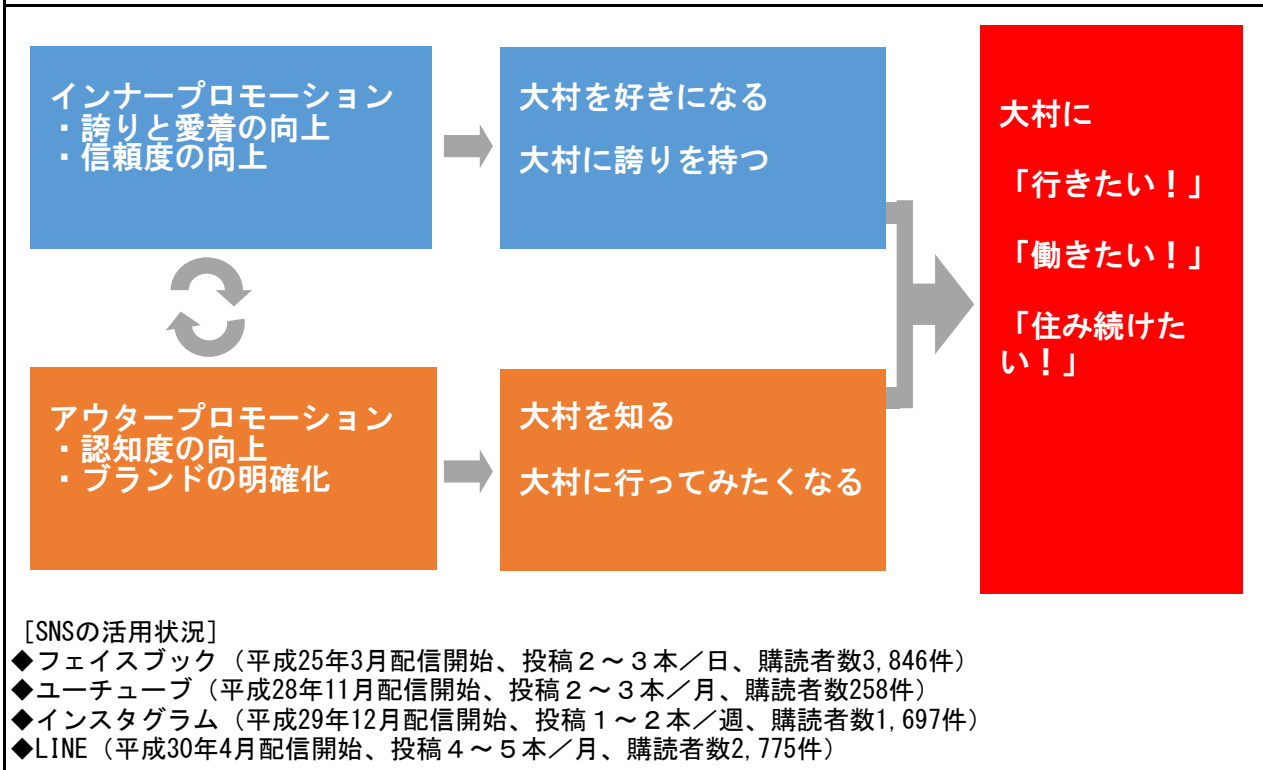 インナープロモーション
・誇りと愛着の向上
・信頼度の向上
大村を好きになる
大村に誇りを持つ
アウタープロモーション
・認知度の向上
・ブランドの明確化
大村を知る
大村に行ってみたくなる
大村に
「行きたい！」
「働きたい！」
「住み続けた
い！」
［SNSの活用状況］
◆フェイスブック（平成25年3月配信開始、投稿２～３本／日、購読者数3,846件）
◆ユーチューブ（平成28年11月配信開始、投稿２～３本／月、購読者数258件）
◆インスタグラム（平成29年12月配信開始、投稿１～２本／週、購読者数1,697件）
◆LINE（平成30年4月配信開始、投稿４～５本／月、購読者数2,775件）